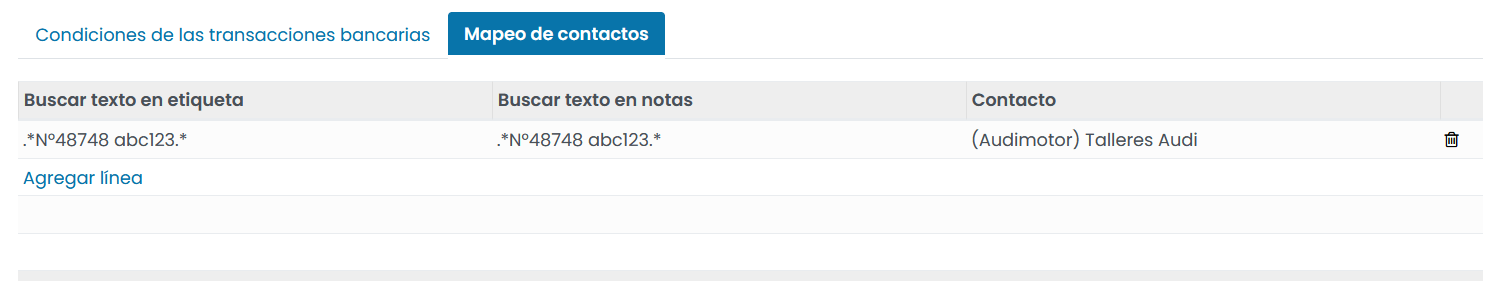 Condiciones de las transacciones bancarias Mapeo de contactos
Buscar texto en etiqueta Buscar texto en notas Contacto
.*Nº48748 abc123.* .*Nº48748 abc123.* (Audimotor) Talleres Audi
Agregar línea